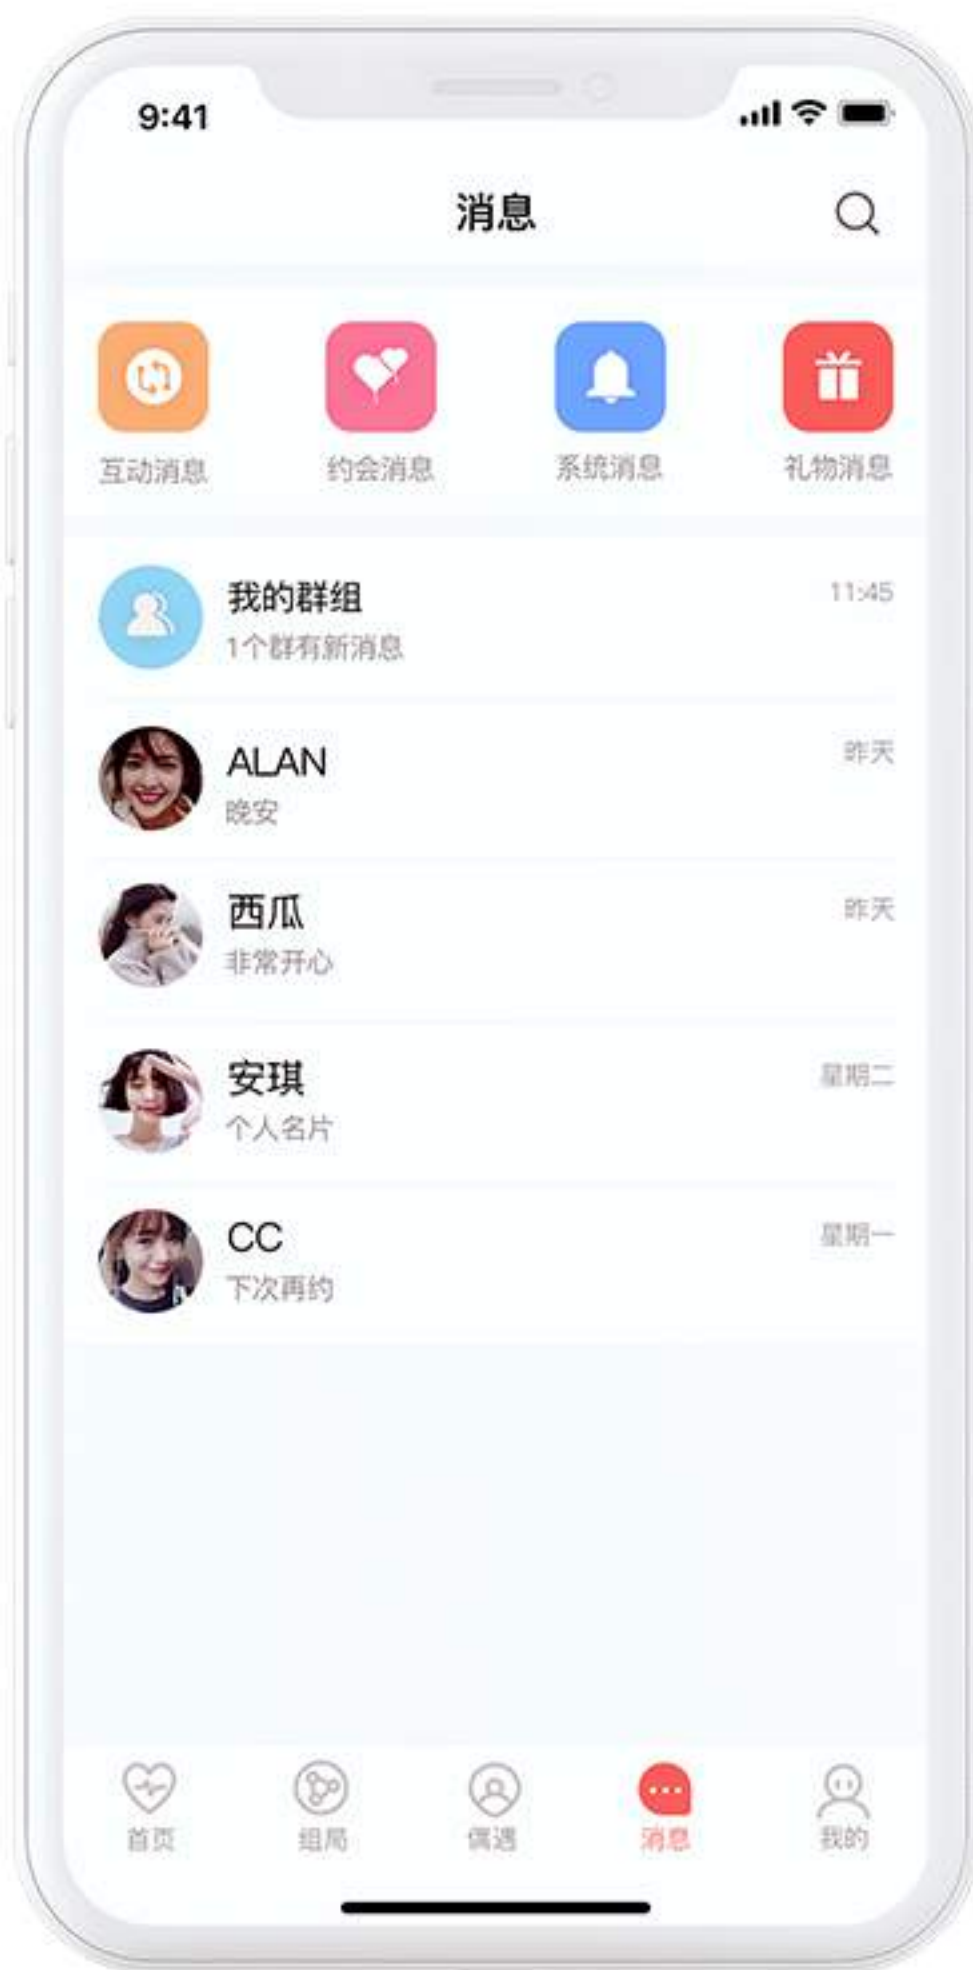 9:41
消息
互动消息 约会消息 系统消息 礼物消息
我的群组 11:45
1个群有新消息
ALAN 昨天
晚安
西瓜 昨天
非常开心
安琪 星期二
个人名片
CC 星期一
下次再约
首页 组局 偶遇 消息 我的